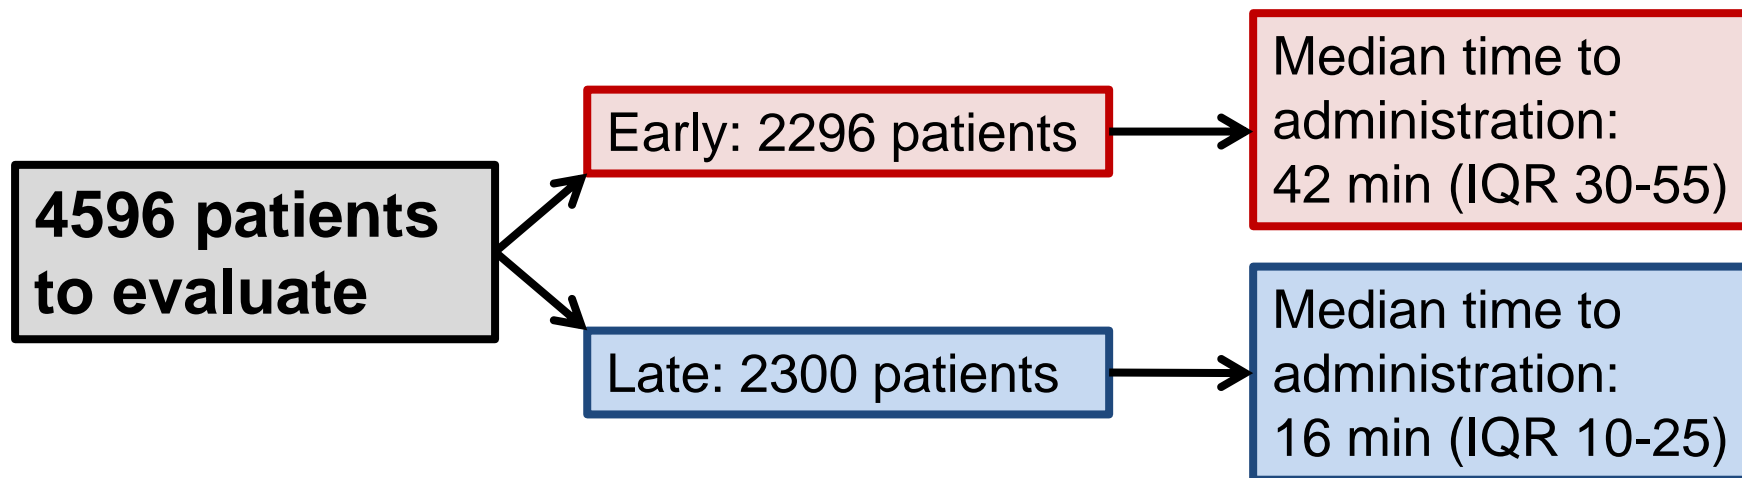 4596 patients
to evaluate
Early: 2296 patients
Median time to
administration:
42 min (IQR 30-55)
Late: 2300 patients
Median time to
administration:
16 min (IQR 10-25)